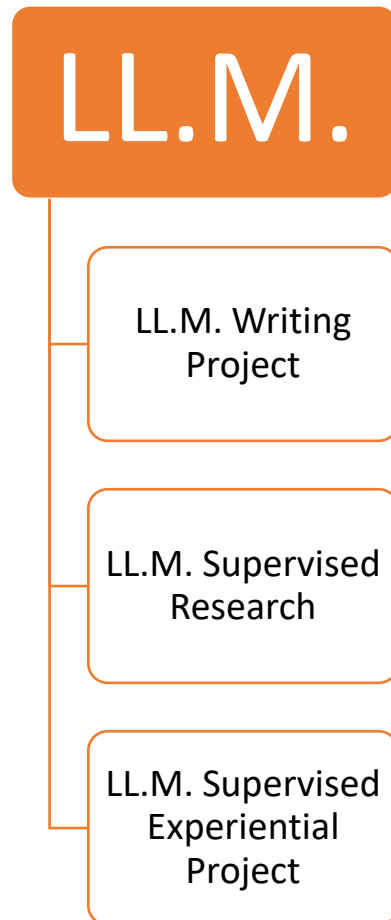 LL.M.
LL.M. Writing
Project
LL.M. Supervised
Research
LL.M. Supervised
Experiential
Project